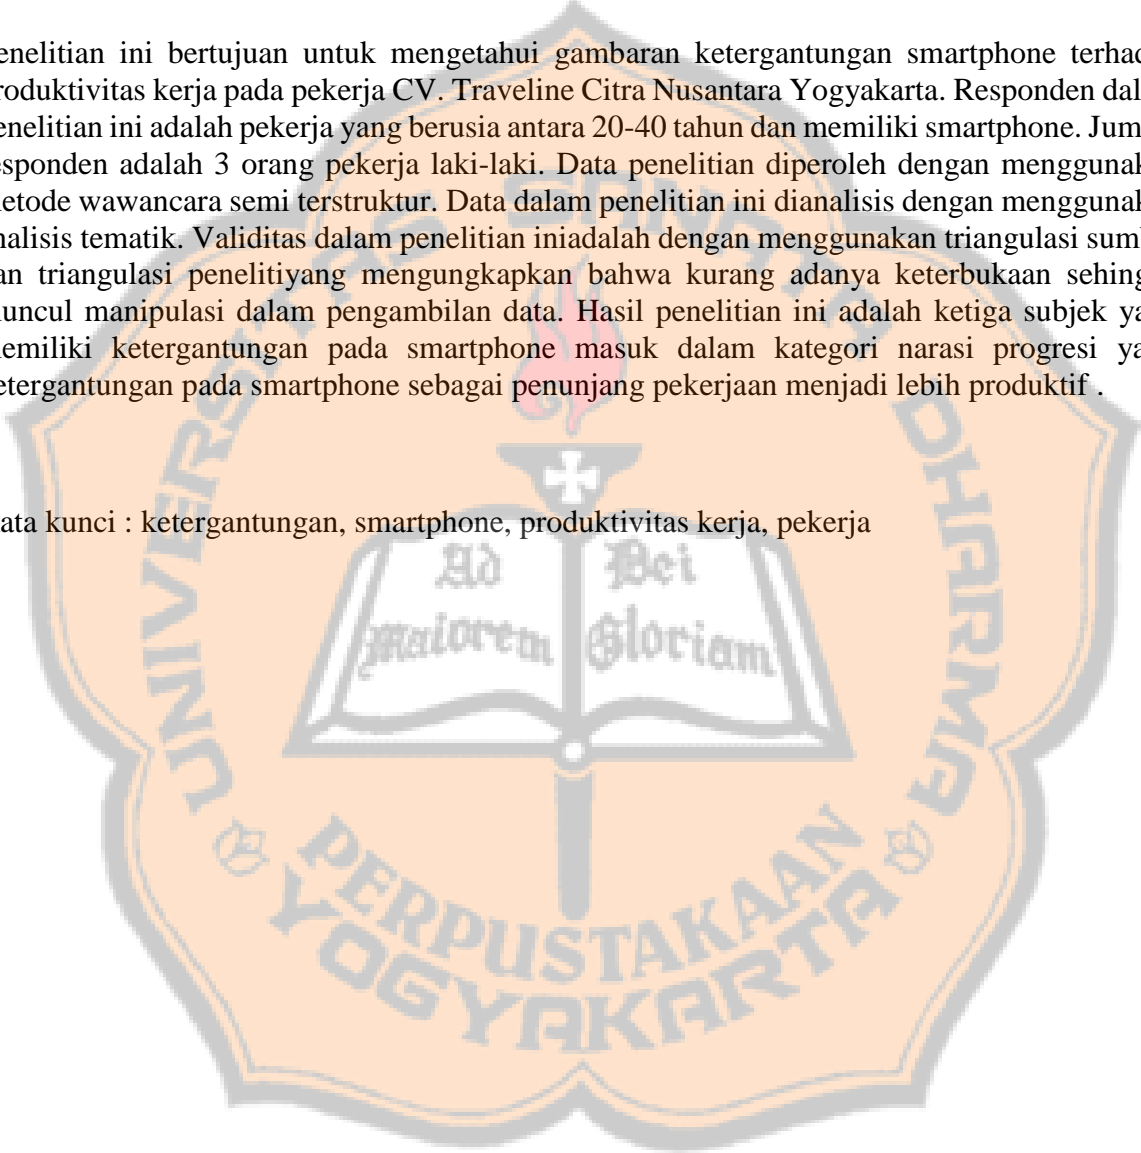 enelitian ini bertujuan untuk mengetahui gambaran ketergantungan smartphone terhad
roduktivitas kerja pada pekerja CV. Traveline Citra Nusantara Yogyakarta. Responden dala
enelitian ini adalah pekerja yang berusia antara 20-40 tahun dan memiliki smartphone. Jum
esponden adalah 3 orang pekerja laki-laki. Data penelitian diperoleh dengan menggunak
etode wawancara semi terstruktur. Data dalam penelitian ini dianalisis dengan menggunak
nalisis tematik. Validitas dalam penelitian iniadalah dengan menggunakan triangulasi sumb
an triangulasi penelitiyang mengungkapkan bahwa kurang adanya keterbukaan sehing
uncul manipulasi dalam pengambilan data. Hasil penelitian ini adalah ketiga subjek ya
emiliki ketergantungan pada smartphone masuk dalam kategori narasi progresi ya
etergantungan pada smartphone sebagai penunjang pekerjaan menjadi lebih produktif .
ata kunci : ketergantungan, smartphone, produktivitas kerja, pekerja
UNIVERSITAS SANATA DHARMA
Ad Dei
maiorem Gloriam
PERPUSTAKAAN
YOGYAKARTA